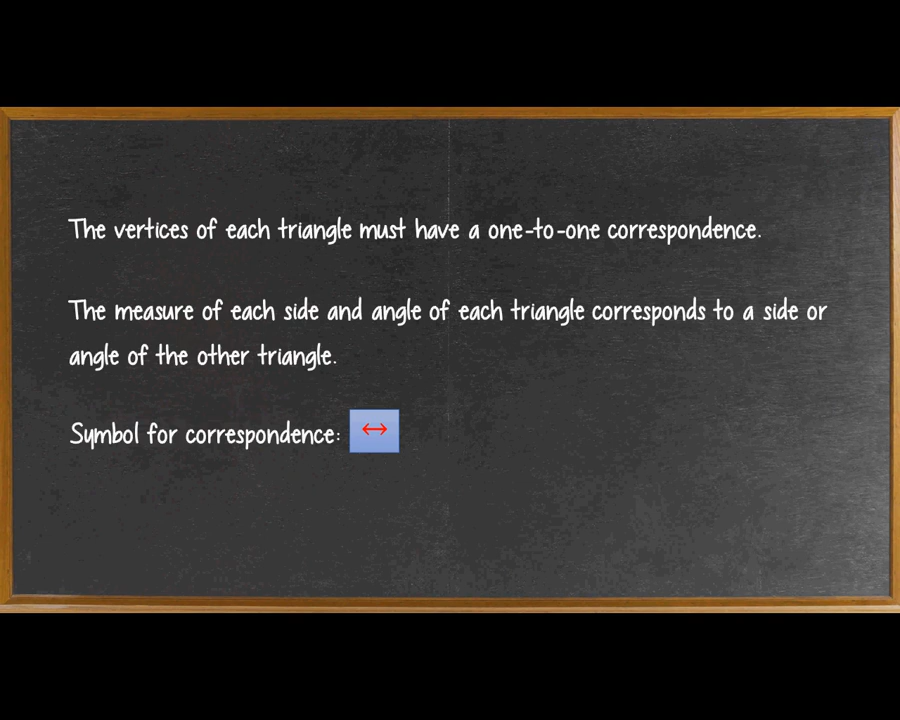 The vertices of each triangle must have a one-to-one correspondence.
The measure of each side and angle of each triangle corresponds to a side or
angle of the other triangle.
Symbol for correspondence: ↔